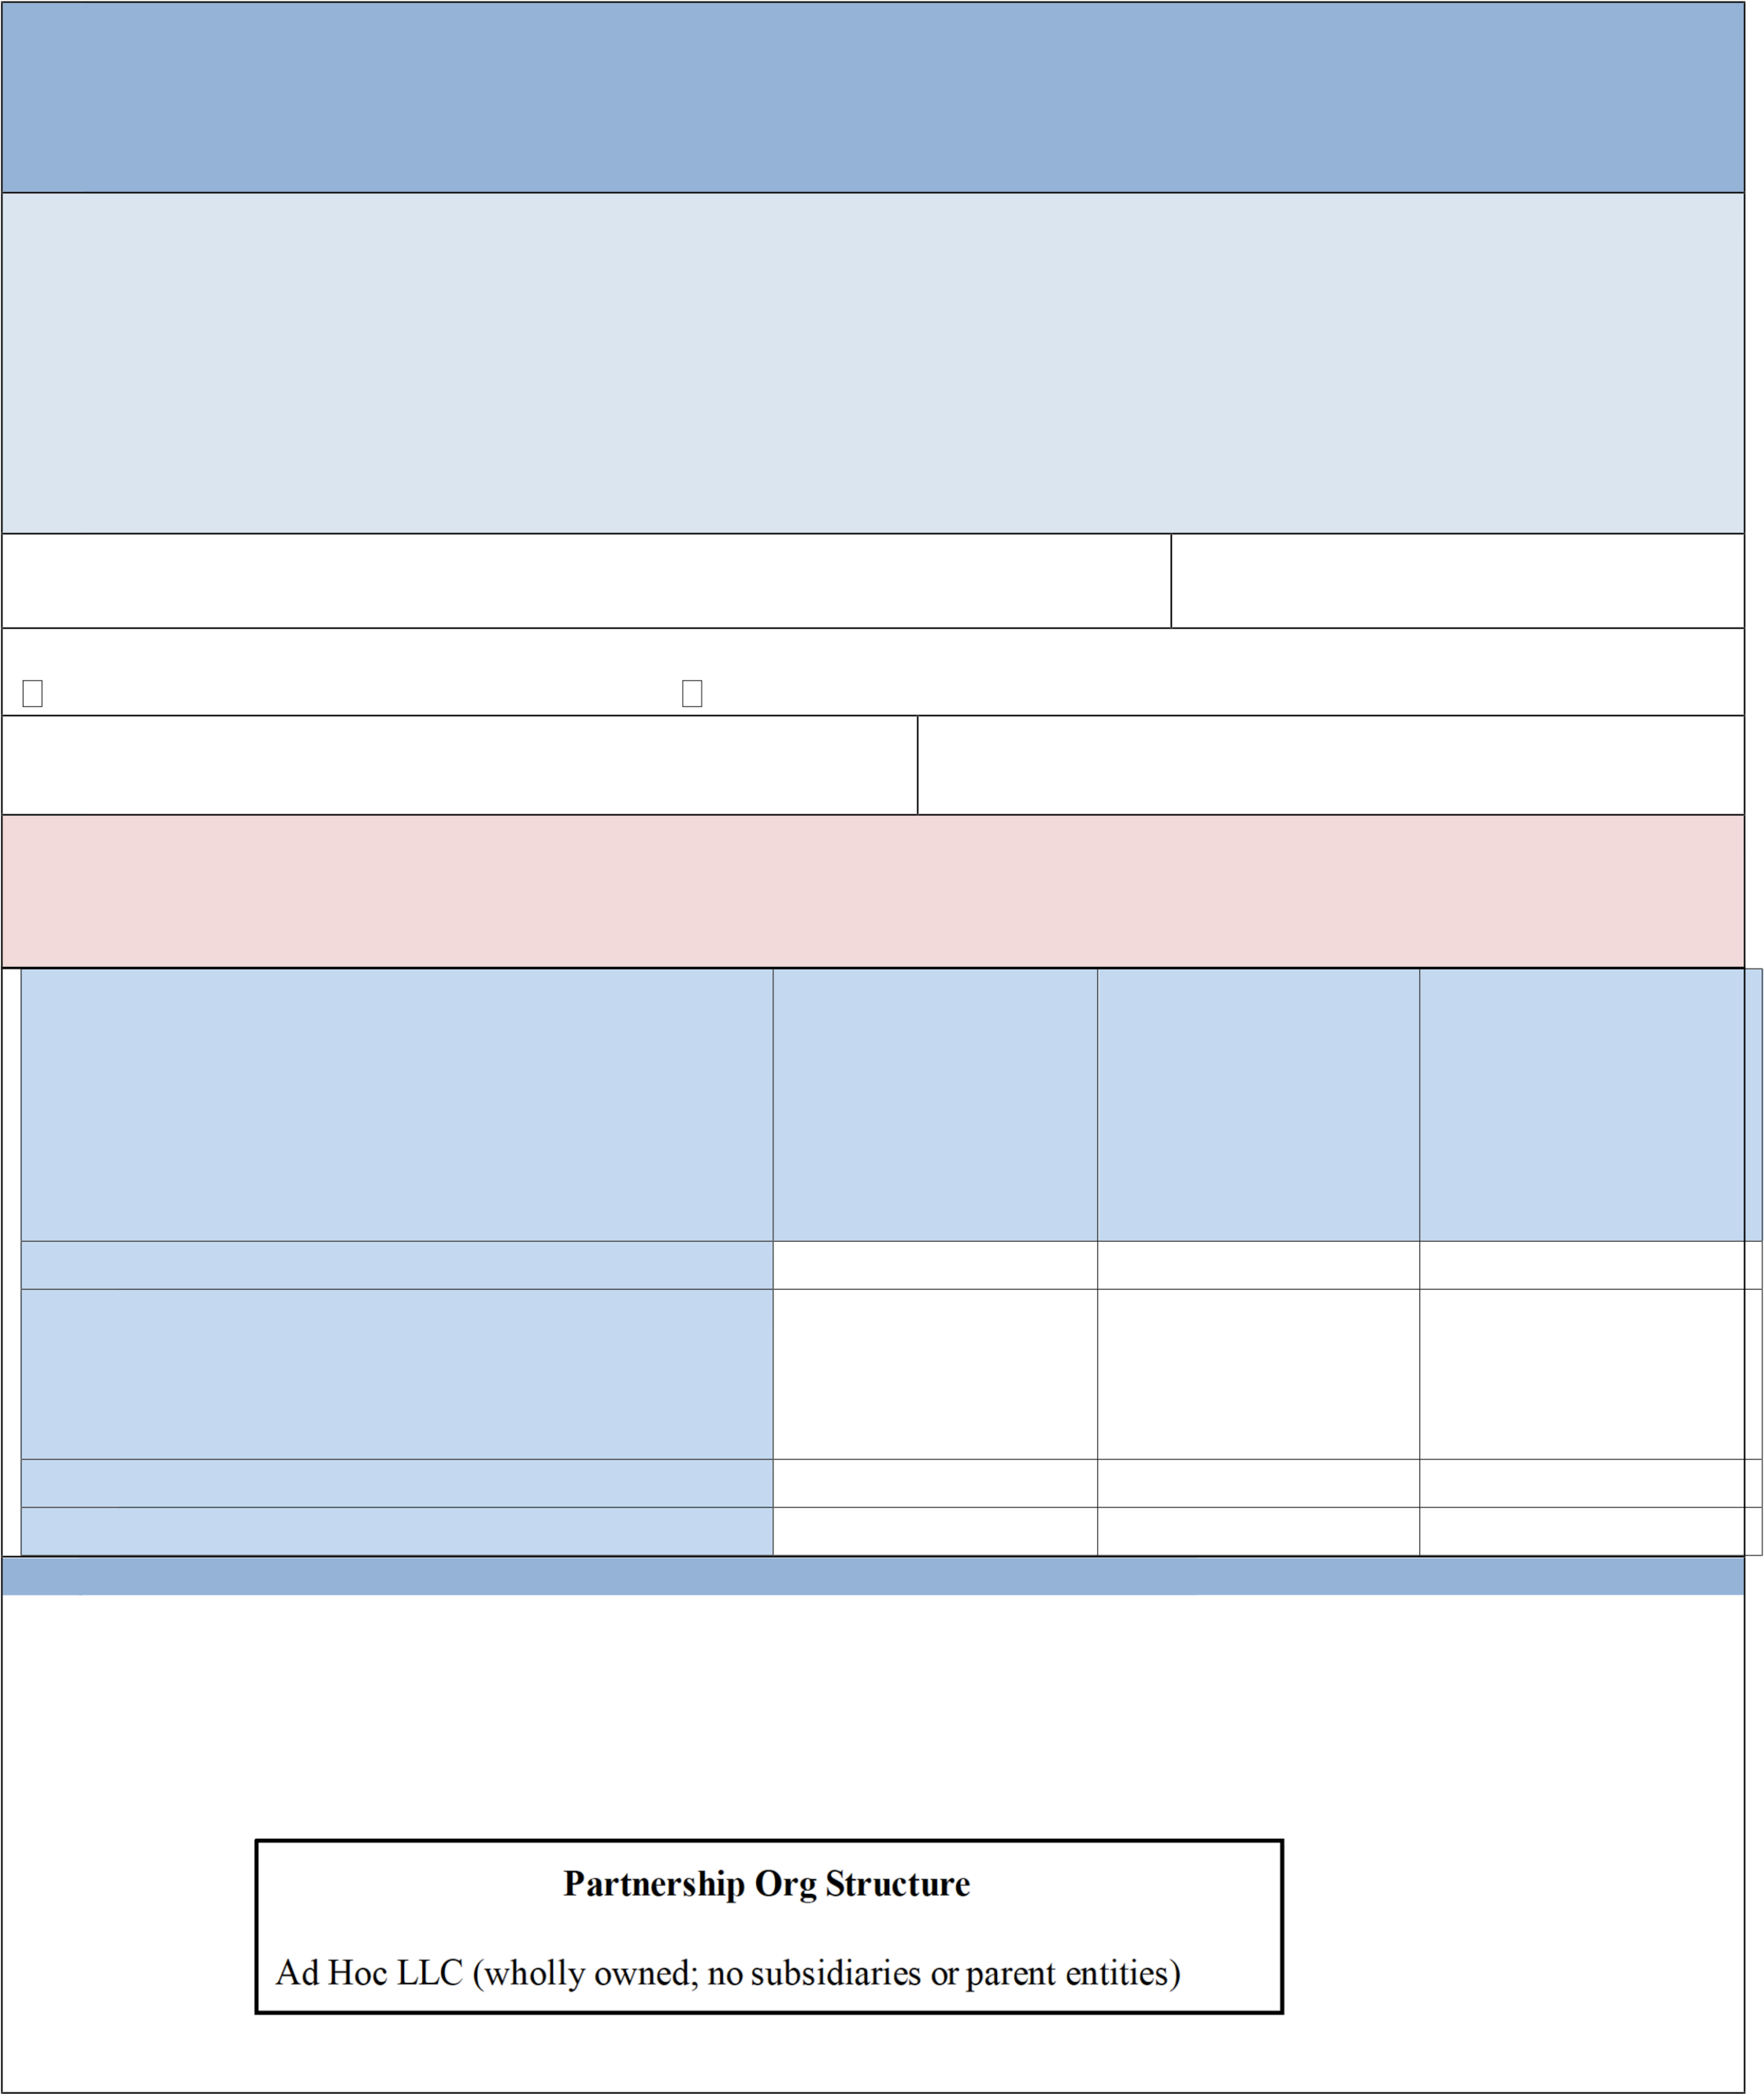 Partnership Org Structure
Ad Hoc LLC (wholly owned; no subsidiaries or parent entities)